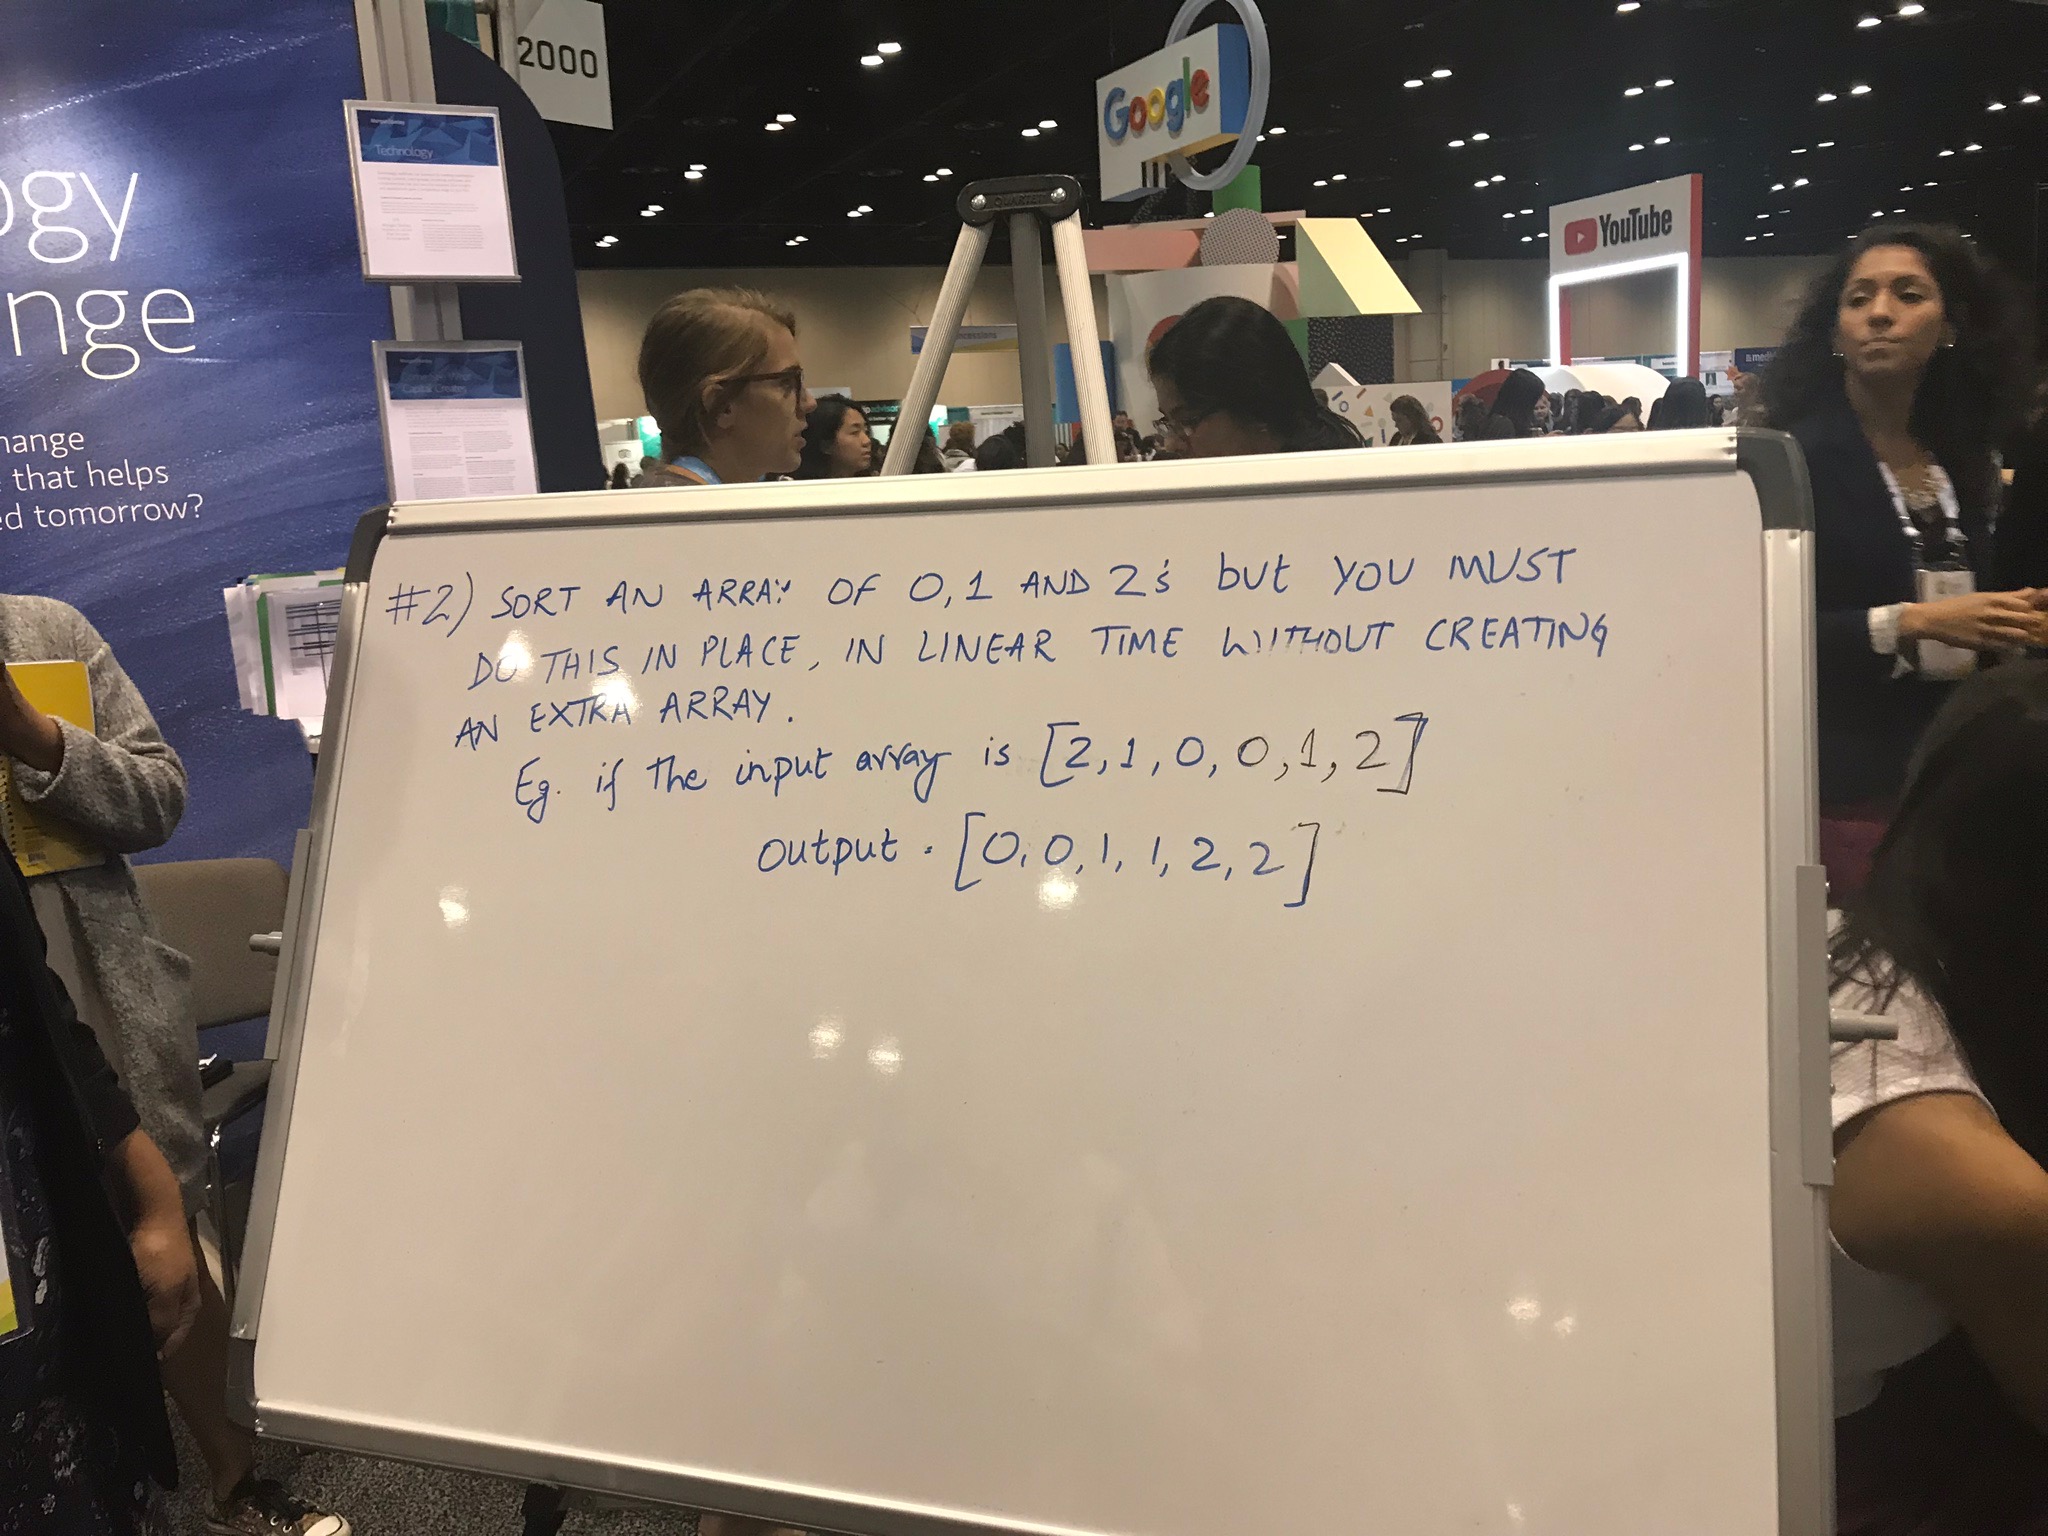 2000
Google
YouTube
Technology
ogy
nge
hange
that helps
ed tomorrow?
QUARTET
#2) SORT AN ARRAY OF 0, 1 AND 2's but YOU MUST
DO THIS IN PLACE, IN LINEAR TIME WITHOUT CREATING
AN EXTRA ARRAY.
Eg. if the input array is [2, 1, 0, 0, 1, 2]
output . [0, 0, 1, 1, 2, 2]